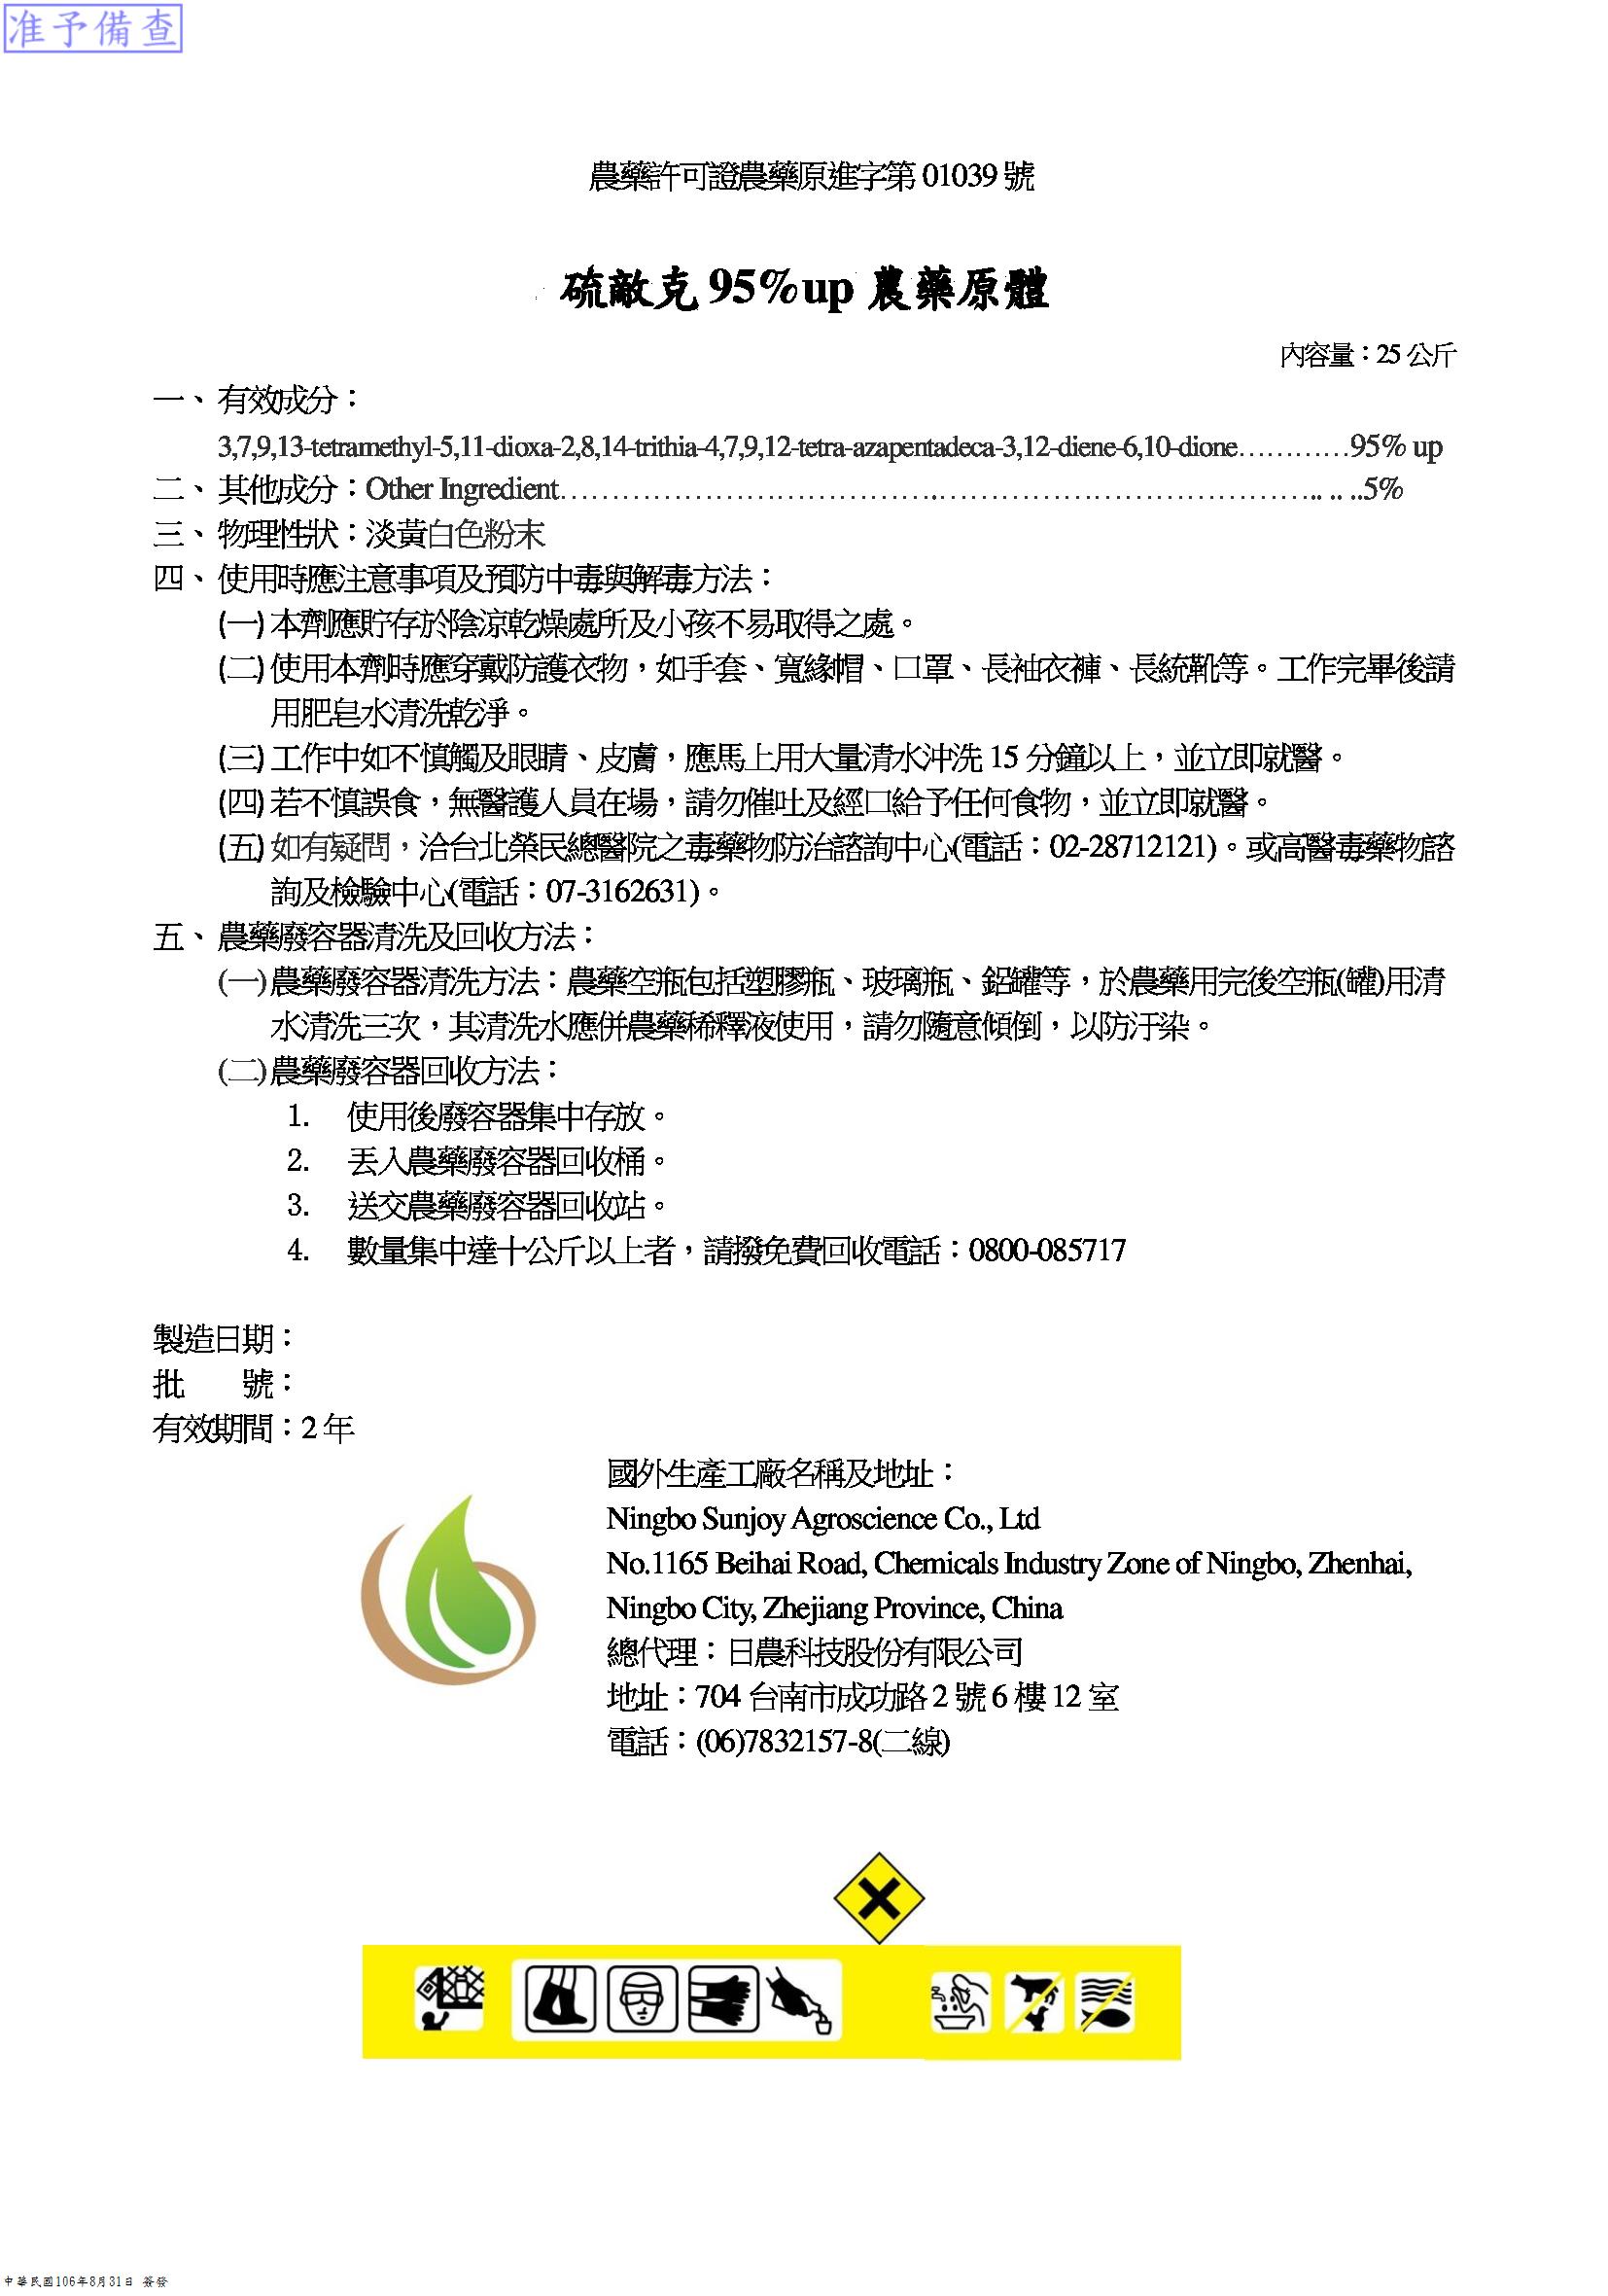 准予備查
農藥許可證農藥原進字第 01039 號
硫敵克 95%up 農藥原體
內容量：25 公斤
一、 有效成分：
3,7,9,13-tetramethyl-5,11-dioxa-2,8,14-trithia-4,7,9,12-tetra-azapentadeca-3,12-diene-6,10-dione…………95% up
二、 其他成分：Other Ingredient……………………………….……………………………….. .. ..5%
三、 物理性狀：淡黃白色粉末
四、 使用時應注意事項及預防中毒與解毒方法：
(一) 本劑應貯存於陰涼乾燥處所及小孩不易取得之處。
(二) 使用本劑時應穿戴防護衣物，如手套、寬緣帽、口罩、長袖衣褲、長統靴等。工作完畢後請
用肥皂水清洗乾淨。
(三) 工作中如不慎觸及眼睛、皮膚，應馬上用大量清水沖洗 15 分鐘以上，並立即就醫。
(四) 若不慎誤食，無醫護人員在場，請勿催吐及經口給予任何食物，並立即就醫。
(五) 如有疑問，洽台北榮民總醫院之毒藥物防治諮詢中心(電話：02-28712121)。或高醫毒藥物諮
詢及檢驗中心(電話：07-3162631)。
五、 農藥廢容器清洗及回收方法：
(一) 農藥廢容器清洗方法：農藥空瓶包括塑膠瓶、玻璃瓶、鋁罐等，於農藥用完後空瓶(罐)用清
水清洗三次，其清洗水應併農藥稀釋液使用，請勿隨意傾倒，以防汙染。
(二) 農藥廢容器回收方法：
1. 使用後廢容器集中存放。
2. 丟入農藥廢容器回收桶。
3. 送交農藥廢容器回收站。
4. 數量集中達十公斤以上者，請撥免費回收電話：0800-085717
製造日期：
批　　號：
有效期間：2 年
國外生產工廠名稱及地址：
Ningbo Sunjoy Agroscience Co., Ltd
No.1165 Beihai Road, Chemicals Industry Zone of Ningbo, Zhenhai,
Ningbo City, Zhejiang Province, China
總代理：日農科技股份有限公司
地址：704 台南市成功路 2 號 6 樓 12 室
電話：(06)7832157-8(二線)
中華民國106年8月31日 簽發